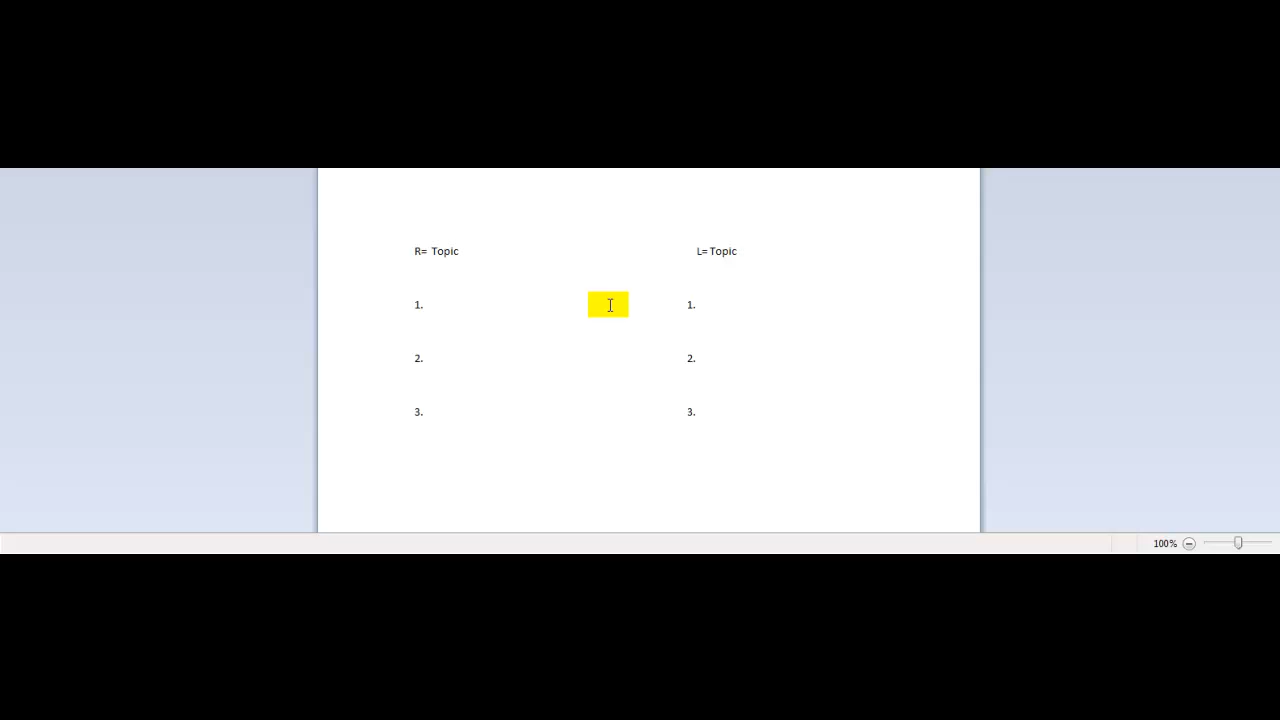 R= Topic L= Topic
1. 1.
2. 2.
3. 3.
100%